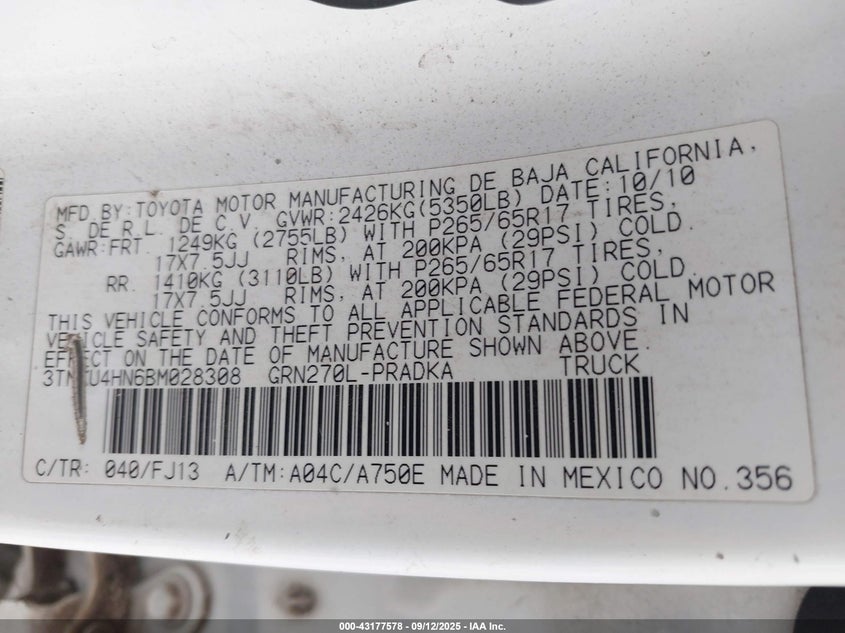 MFD BY:TOYOTA MOTOR MANUFACTURING DE BAJA CALIFORNIA,
S. DE R.L. DE C.V. GVWR:2426KG(5350LB) DATE:10/10
GAWR:FRT. 1249KG (2755LB) WITH P265/65R17 TIRES,
17X7.5JJ RIMS, AT 200KPA (29PSI) COLD.
RR. 1410KG (3110LB) WITH P265/65R17 TIRES,
17X7.5JJ RIMS, AT 200KPA (29PSI) COLD.
THIS VEHICLE CONFORMS TO ALL APPLICABLE FEDERAL MOTOR
VEHICLE SAFETY AND THEFT PREVENTION STANDARDS IN
EFFECT ON THE DATE OF MANUFACTURE SHOWN ABOVE.
GRN270L-PRADKA TRUCK
C/TR: 040/FJ13 A/TM:A04C/A750E MADE IN MEXICO NO.356
000-43177578 - 09/12/2025 - IAA Inc.